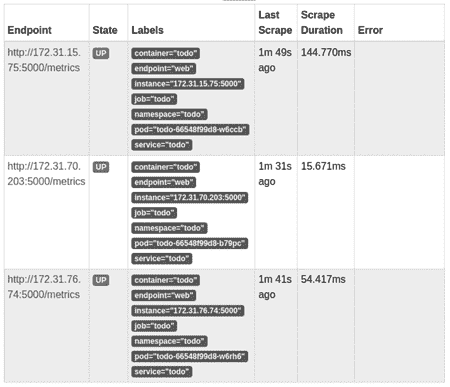 Endpoint State Labels Last Scrape Scrape Duration Error
http://172.31.15.75:5000/metrics UP 1m 49s ago 144.770ms
container="todo"
endpoint="web"
instance="172.31.15.75:5000"
job="todo"
namespace="todo"
pod="todo-66548f99d8-w6ccb"
service="todo"
http://172.31.70.203:5000/metrics UP 1m 31s ago 15.671ms
container="todo"
endpoint="web"
instance="172.31.70.203:5000"
job="todo"
namespace="todo"
pod="todo-66548f99d8-b79pc"
service="todo"
http://172.31.76.74:5000/metrics UP 1m 41s ago 54.417ms
container="todo"
endpoint="web"
instance="172.31.76.74:5000"
job="todo"
namespace="todo"
pod="todo-66548f99d8-w6rh6"
service="todo"